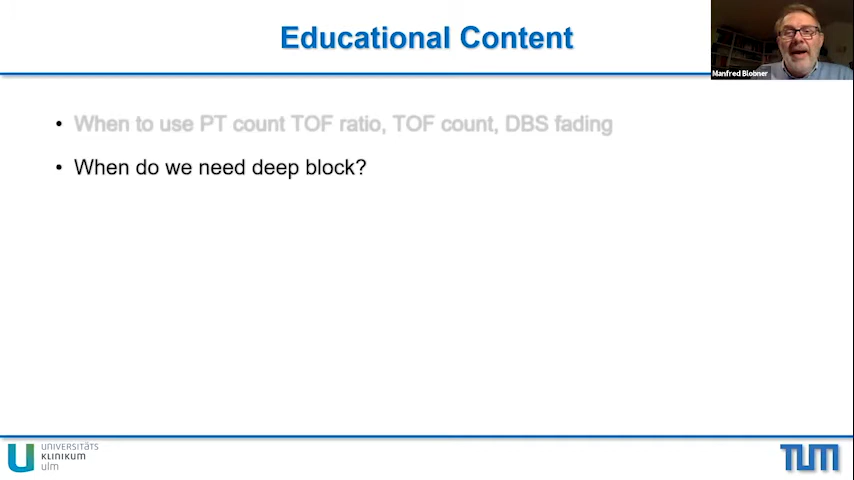 Educational Content
Manfred Blobner
• When to use PT count TOF ratio, TOF count, DBS fading
• When do we need deep block?
UNIVERSITÄTS
KLINIKUM
ulm
TUM